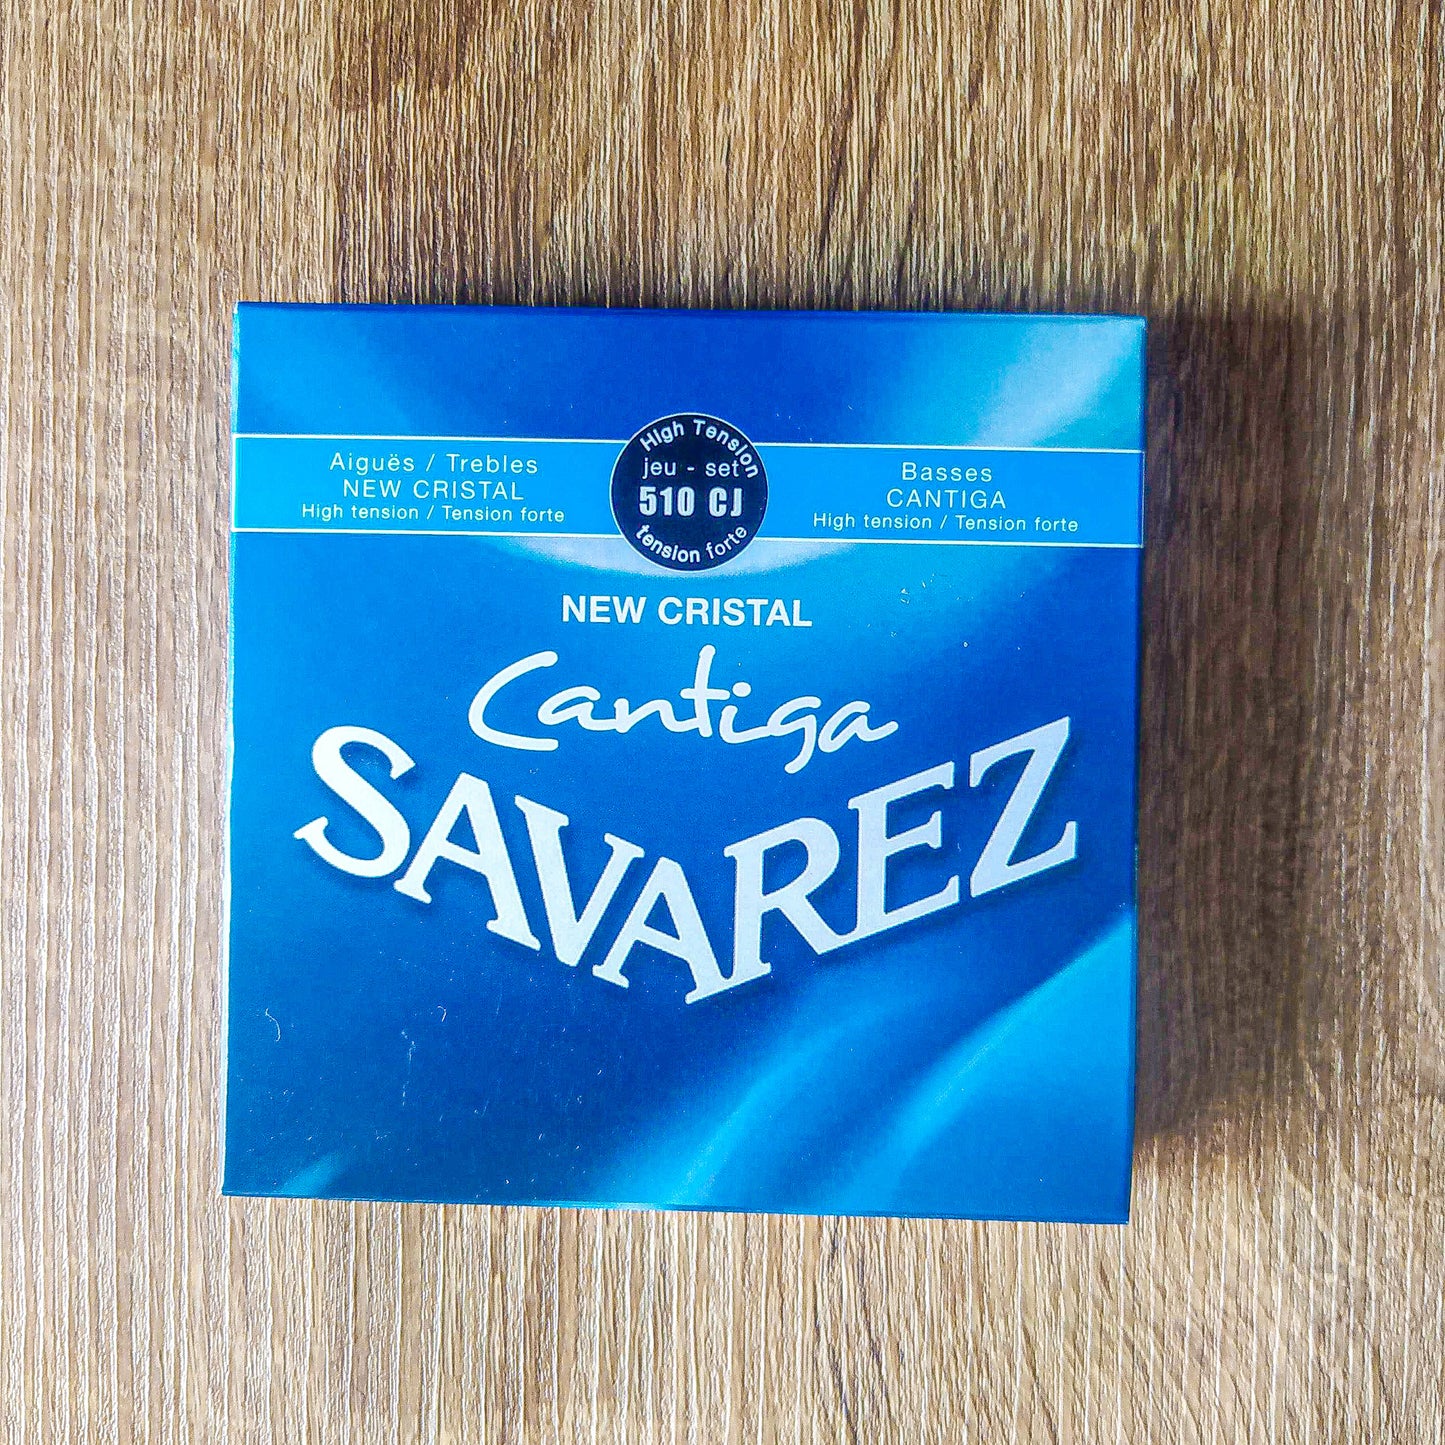 Aiguës / Trebles
NEW CRISTAL
High tension / Tension forte
High Tension
jeu - set
510 CJ
tension forte
Basses
CANTIGA
High tension / Tension forte
NEW CRISTAL
Cantiga
SAVAREZ